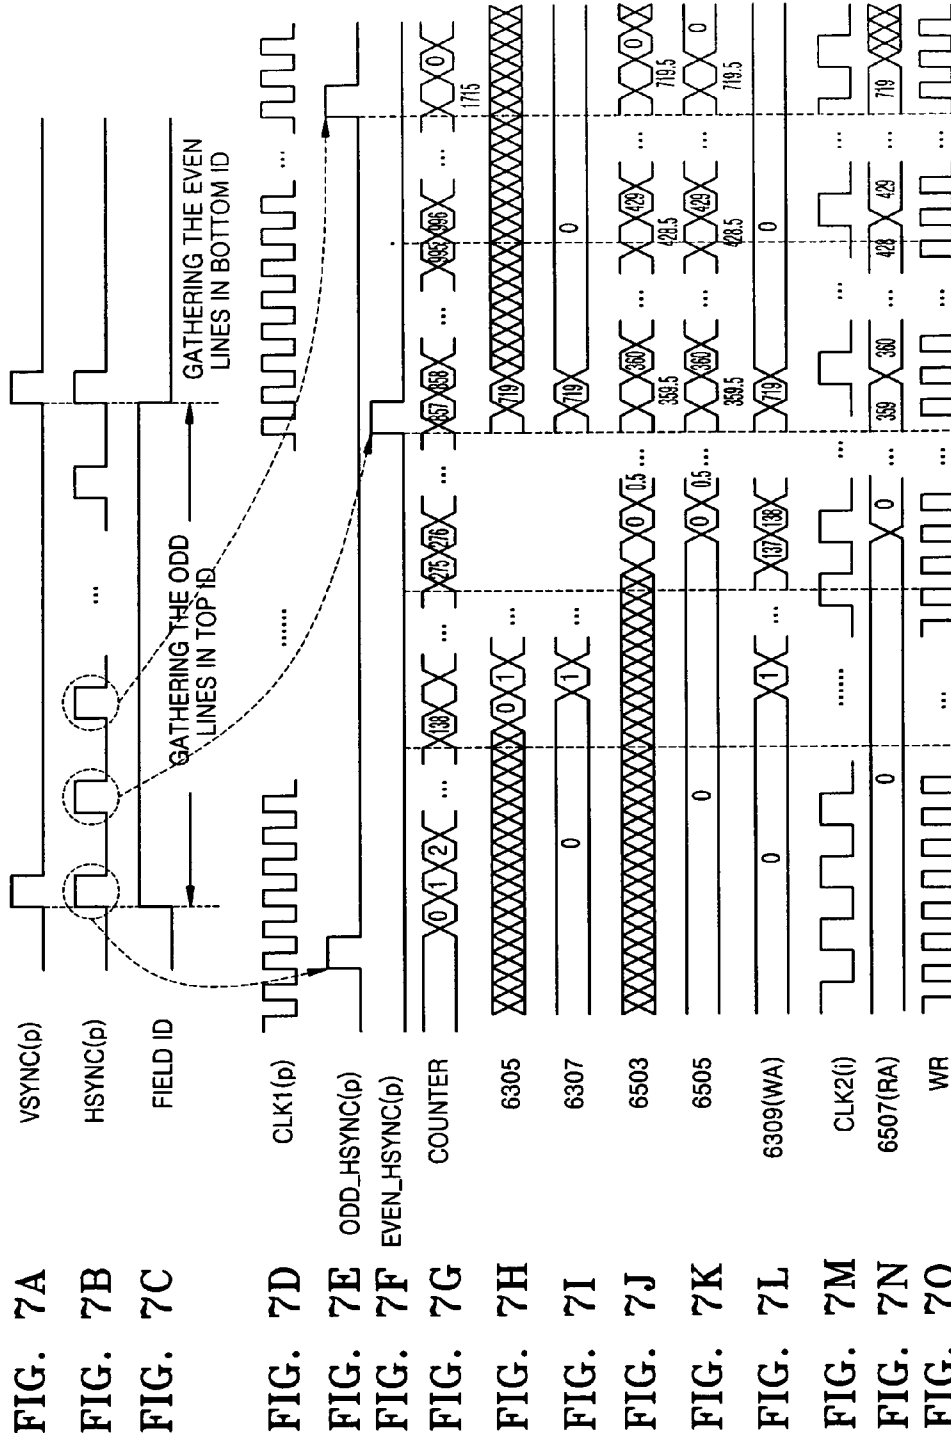 FIG. 7A VSYNC(p)
FIG. 7B HSYNC(p) ...
FIG. 7C FIELD ID
GATHERING THE ODD
LINES IN TOP ID
GATHERING THE EVEN
LINES IN BOTTOM ID
FIG. 7D CLK1(p) ...... ...
FIG. 7E ODD_HSYNC(p)
FIG. 7F EVEN_HSYNC(p)
FIG. 7G COUNTER 0 1 2 ... 138 ... 275 276 ... 357 358 ... 995 996 ... 1715 0
FIG. 7H 6305 0 1 ... 719
FIG. 7I 6307 0 1 ... 719 0
FIG. 7J 6503 0 0.5 ... 359.5 360 ... 428.5 429 ... 719.5 0
FIG. 7K 6505 0 0 0.5 ... 359.5 360 ... 428.5 429 ... 719.5 0
FIG. 7L 6309(WA) 0 1 ... 137 138 ... 719 0
FIG. 7M CLK2(i) ...... ... ... ...
FIG. 7N 6507(RA) 0 0 ... 359 360 ... 428 429 ... 719
FIG. 7O WR ... ... ... ...